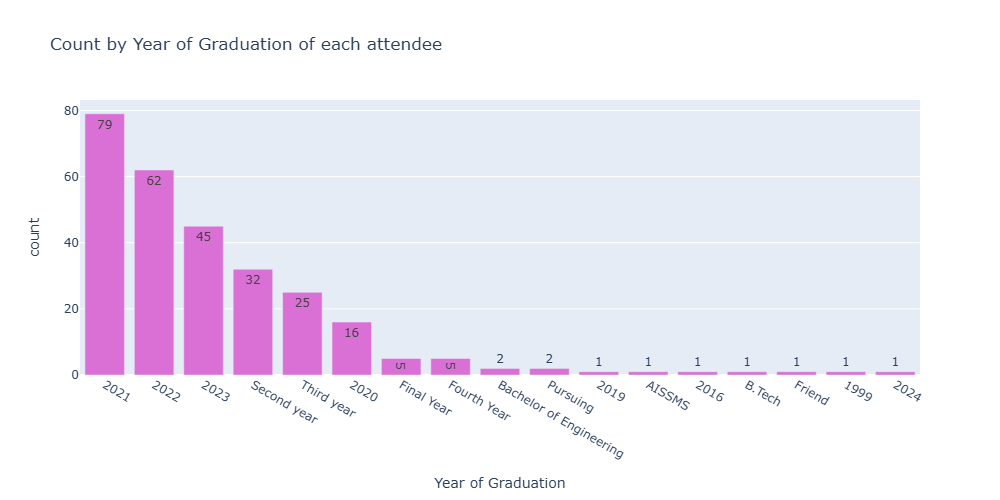 Count by Year of Graduation of each attendee
count
80
60
40
20
0
79
62
45
32
25
16
5
5
2
2
1
1
1
1
1
1
1
2021
2022
2023
Second year
Third year
2020
Final Year
Fourth Year
Bachelor of Engineering
Pursuing
2019
AISSMS
2016
B.Tech
Friend
1999
2024
Year of Graduation